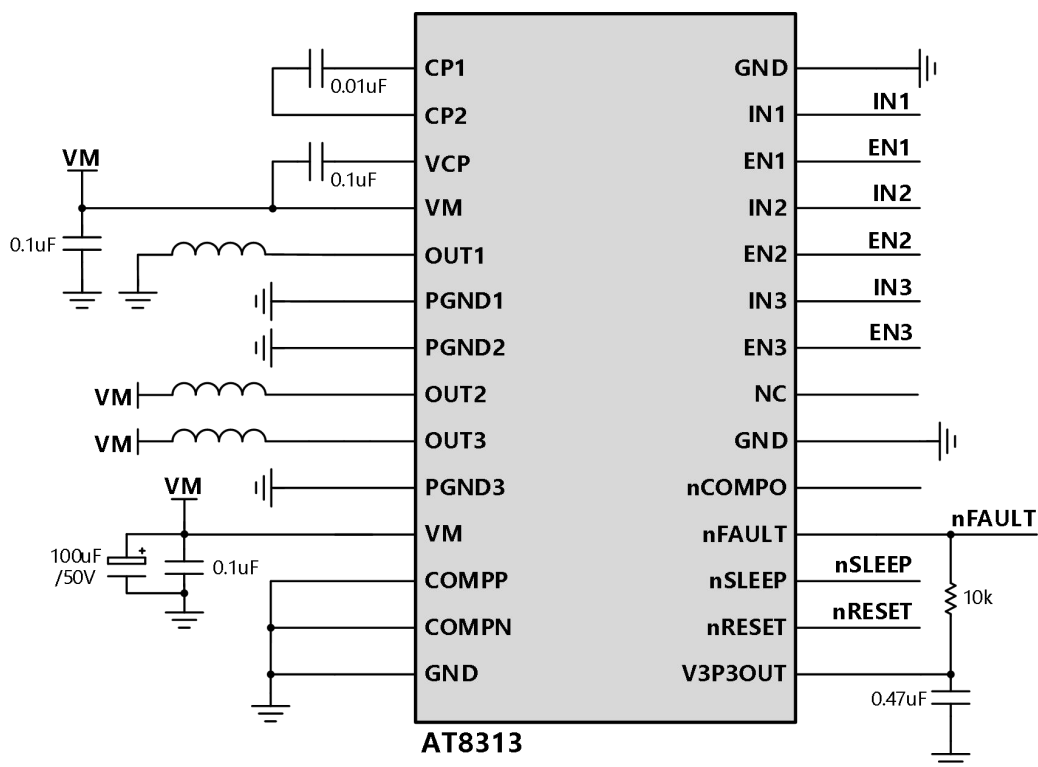 CP1
GND
0.01uF
IN1
CP2
IN1
VM
EN1
VCP
EN1
0.1uF
IN2
VM
IN2
0.1uF
EN2
OUT1
EN2
IN3
PGND1
IN3
EN3
PGND2
EN3
VM
OUT2
NC
VM
OUT3
GND
VM
PGND3
nCOMPO
nFAULT
VM
nFAULT
100uF
/50V
+
0.1uF
nSLEEP
COMPP
nSLEEP
10k
nRESET
COMPN
nRESET
GND
V3P3OUT
0.47uF
AT8313